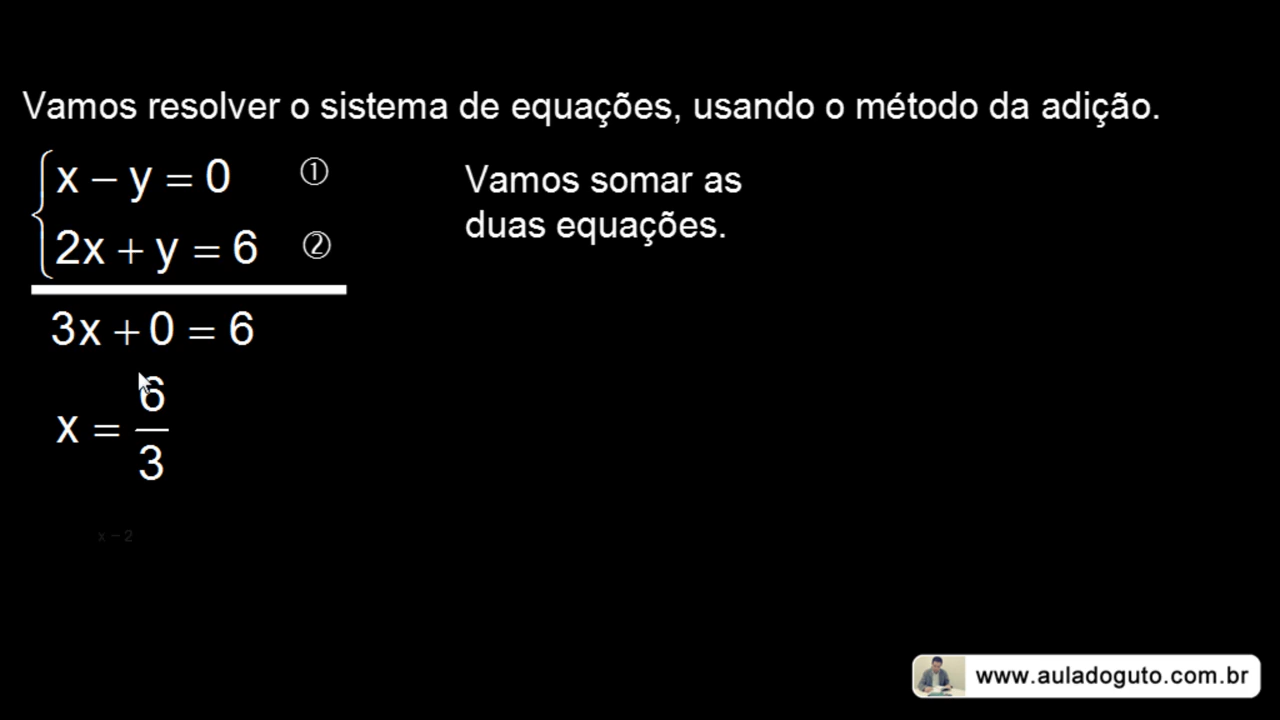 Vamos resolver o sistema de equações, usando o método da adição.
x − y = 0 ①
2x + y = 6 ②
Vamos somar as
duas equações.
3x + 0 = 6
x = 6/3
www.auladoguto.com.br